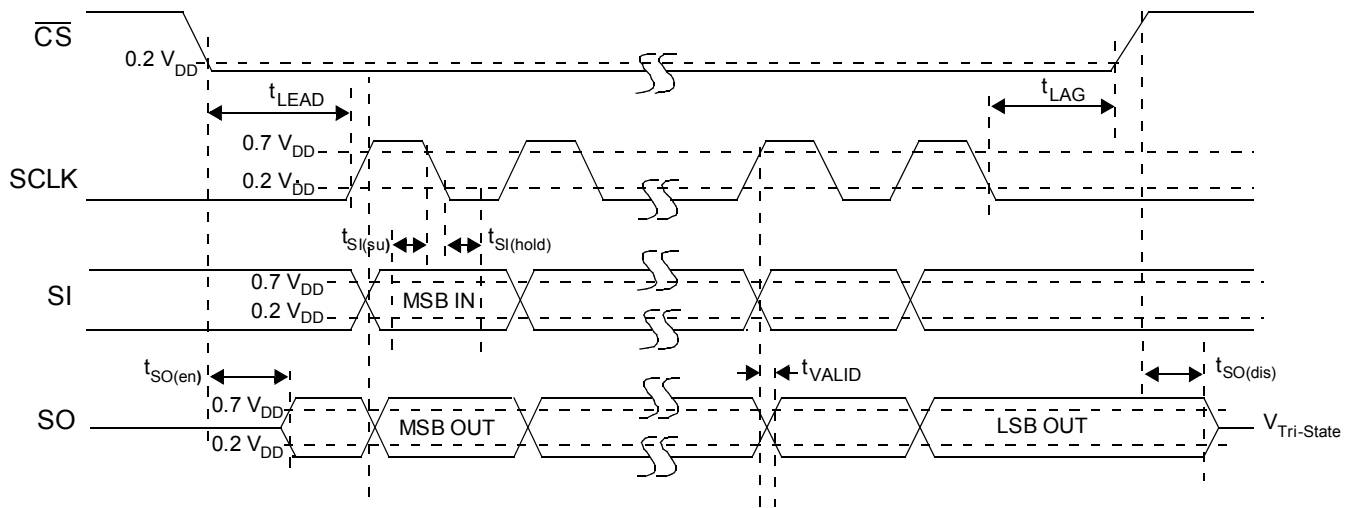 CS
0.2 VDD
tLEAD
tLAG
0.7 VDD
SCLK
0.2 VDD
tSI(su)
tSI(hold)
0.7 VDD
SI
MSB IN
0.2 VDD
tSO(en)
tVALID
tSO(dis)
0.7 VDD
SO
MSB OUT
LSB OUT
VTri-State
0.2 VDD